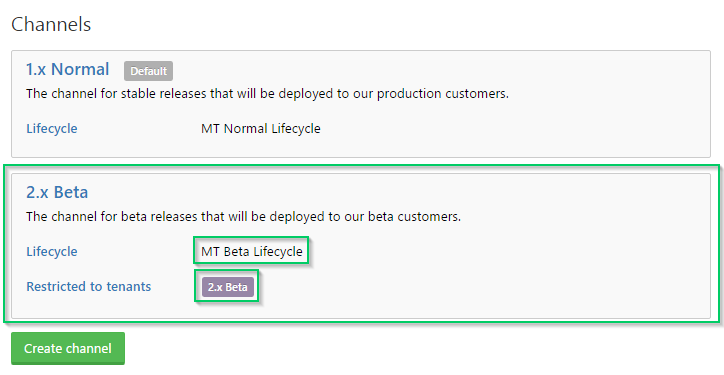 Channels
1.x Normal Default
The channel for stable releases that will be deployed to our production customers.
Lifecycle MT Normal Lifecycle
2.x Beta
The channel for beta releases that will be deployed to our beta customers.
Lifecycle MT Beta Lifecycle
Restricted to tenants 2.x Beta
Create channel